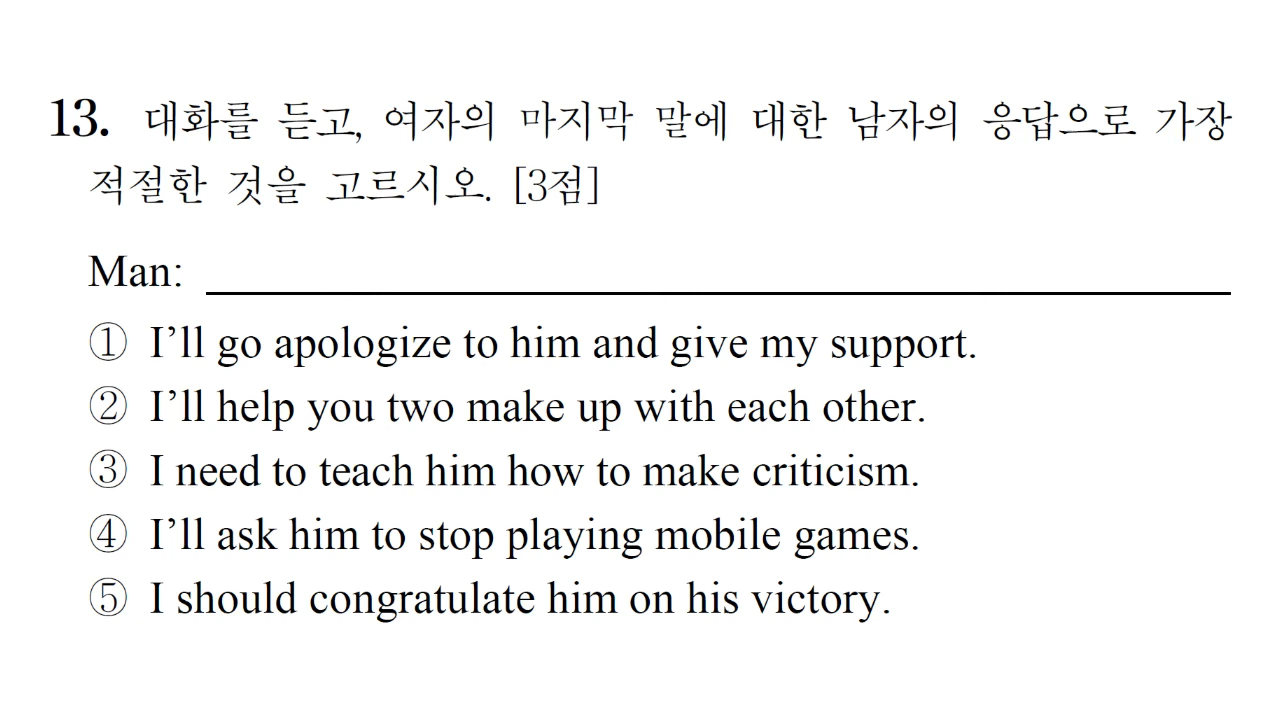 13. 대화를 듣고, 여자의 마지막 말에 대한 남자의 응답으로 가장
적절한 것을 고르시오. [3점]
Man:
① I’ll go apologize to him and give my support.
② I’ll help you two make up with each other.
③ I need to teach him how to make criticism.
④ I’ll ask him to stop playing mobile games.
⑤ I should congratulate him on his victory.